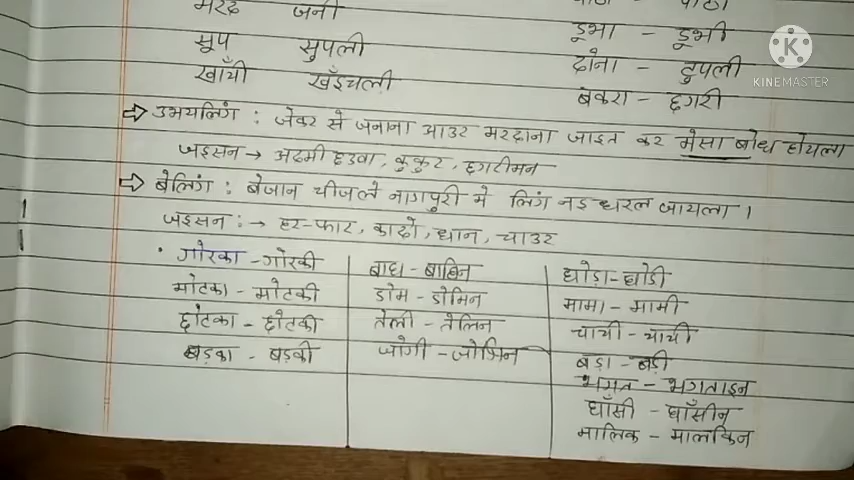 मरद जनी
सूप सुपली
खाँची खँइचली
डूभा - डूभी
दोना - दुपली
बकरा - छगरी
K
KINEMASTER
⇨ उभयलिंग : जेकर से जनाना आउर मरदाना जाइत कर मेसा बोध होयला
जइसन → अदमी हउवा, कुकुट, छगरीमन
⇨ बेलिंग : बेजान चीजले नागपुरी मे लिंग नइ धरल जायला ।
जइसन :→ हर-फार, काढो, धान, चाउर
· गोरका - गोरकी
मोटका - मोटकी
छोटका - छोटकी
बड़का - बड़की
बाघ - बाघिन
डोम - डोमिन
तेली - तेलिन
जोगी - जोगिन
घोड़ा - घोडी
मामा - मामी
चाची - चाची
बड़ा - बड़ी
भगत - भगताइन
घाँसी - घाँसीन
मालिक - मालकिन